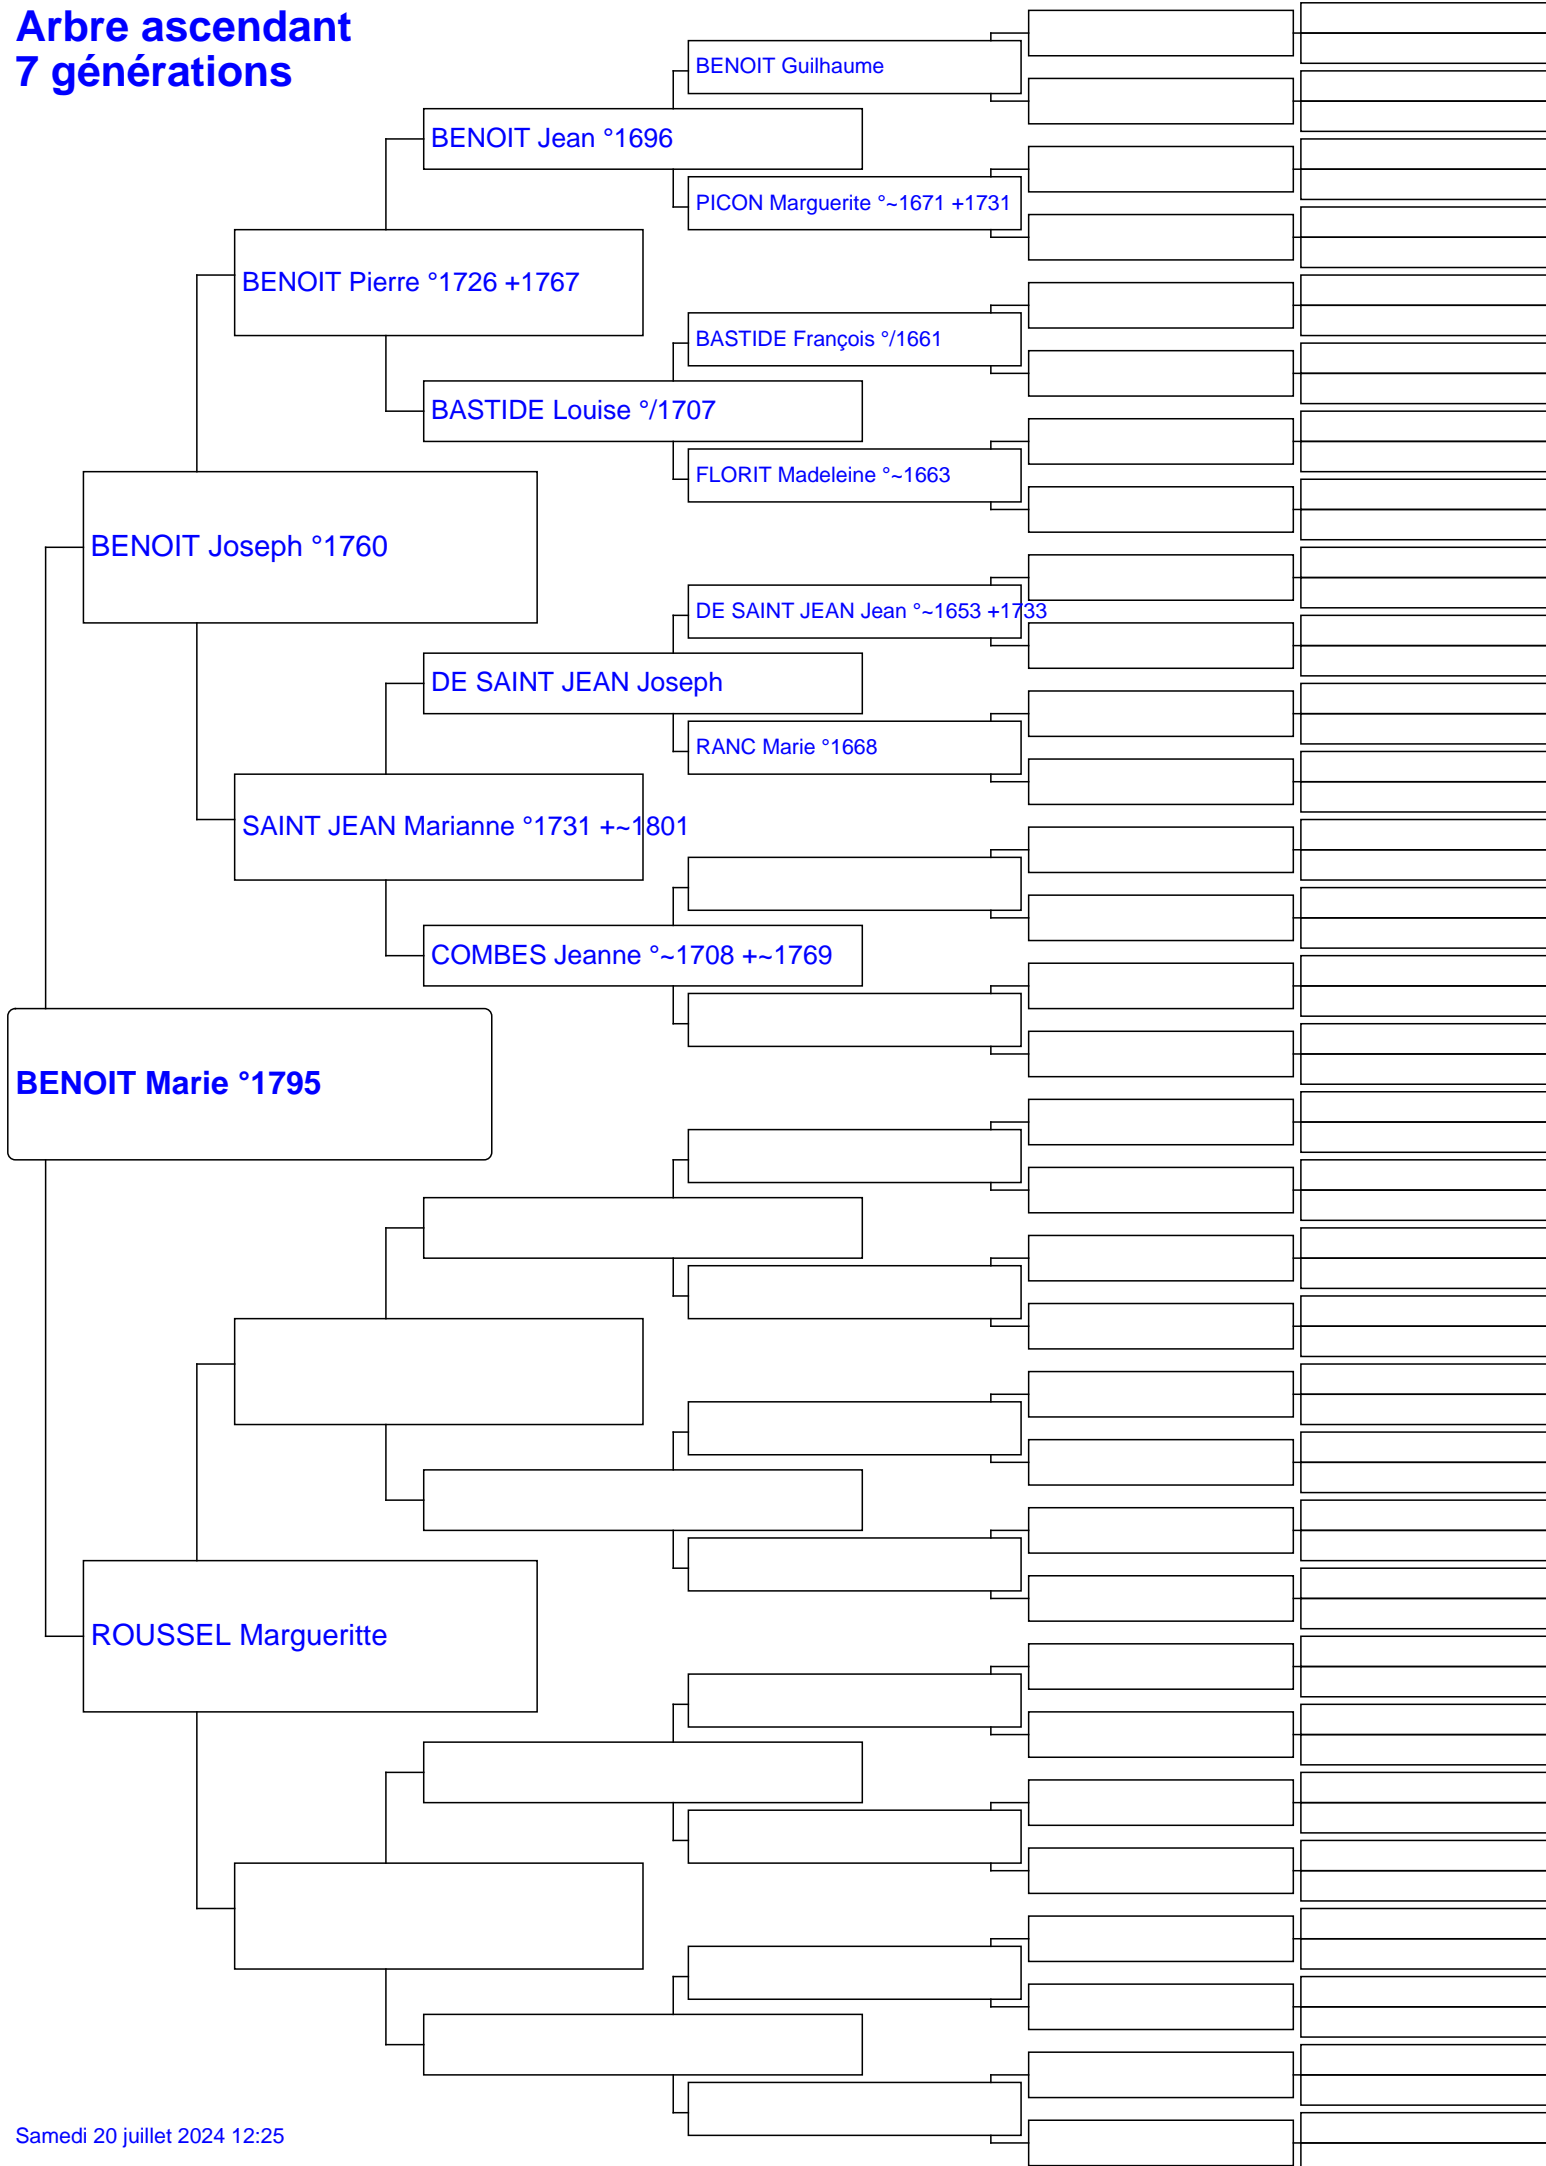 Arbre ascendant
7 générations
BENOIT Guilhaume
BENOIT Jean °1696
PICON Marguerite °~1671 +1731
BENOIT Pierre °1726 +1767
BASTIDE François °/1661
BASTIDE Louise °/1707
FLORIT Madeleine °~1663
BENOIT Joseph °1760
DE SAINT JEAN Jean °~1653 +1733
DE SAINT JEAN Joseph
RANC Marie °1668
SAINT JEAN Marianne °1731 +~1801
COMBES Jeanne °~1708 +~1769
BENOIT Marie °1795
ROUSSEL Margueritte
Samedi 20 juillet 2024 12:25